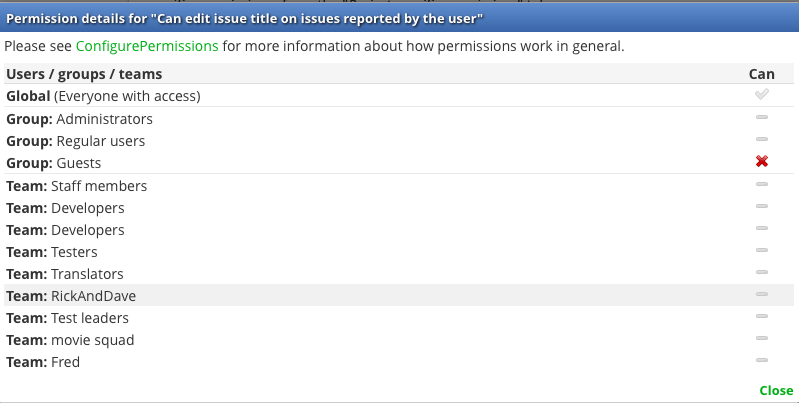 Permission details for "Can edit issue title on issues reported by the user"
Please see ConfigurePermissions for more information about how permissions work in general.
Users / groups / teams Can
Global (Everyone with access)
Group: Administrators
Group: Regular users
Group: Guests
Team: Staff members
Team: Developers
Team: Developers
Team: Testers
Team: Translators
Team: RickAndDave
Team: Test leaders
Team: movie squad
Team: Fred
Close